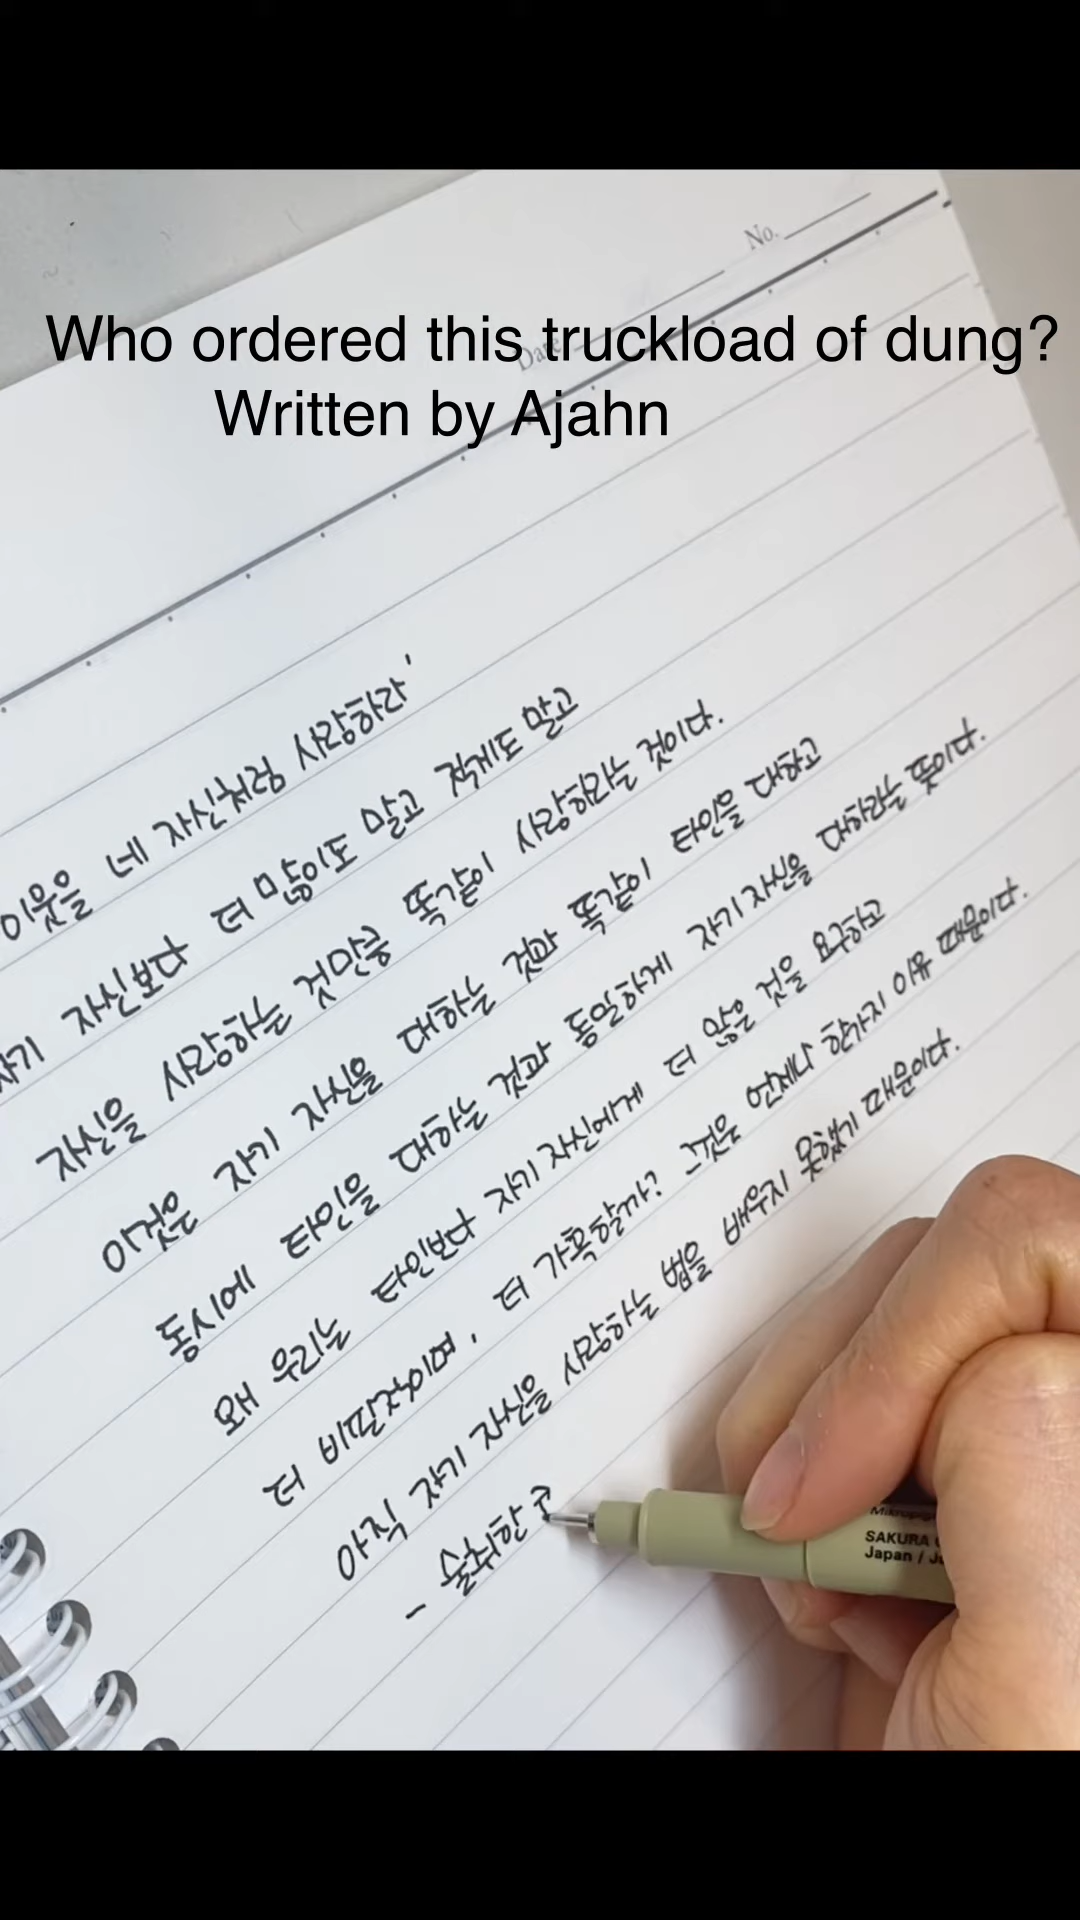 Who ordered this truckload of dung?
Written by Ajahn
No.
Date
이웃을 네 자신처럼 사랑하라'
자기 자신보다 더 많이도 말고 적게도 말고
자신을 사랑하는 것만큼 똑같이 사랑하라는 것이다.
이것은 자기 자신을 대하는 것과 똑같이 타인을 대하고
동시에 타인을 대하는 것과 동일하게 자기 자신을 대하라는 뜻이다.
왜 우리는 타인보다 자기 자신에게 더 많은 것을 요구하고
더 비판적이며, 더 가혹할까? 그것은 언제나 한가지 이유 때문이다.
아직 자기 자신을 사랑하는 법을 배우지 못했기 때문이다.
- 술취한 코
SAKURA
Japan /